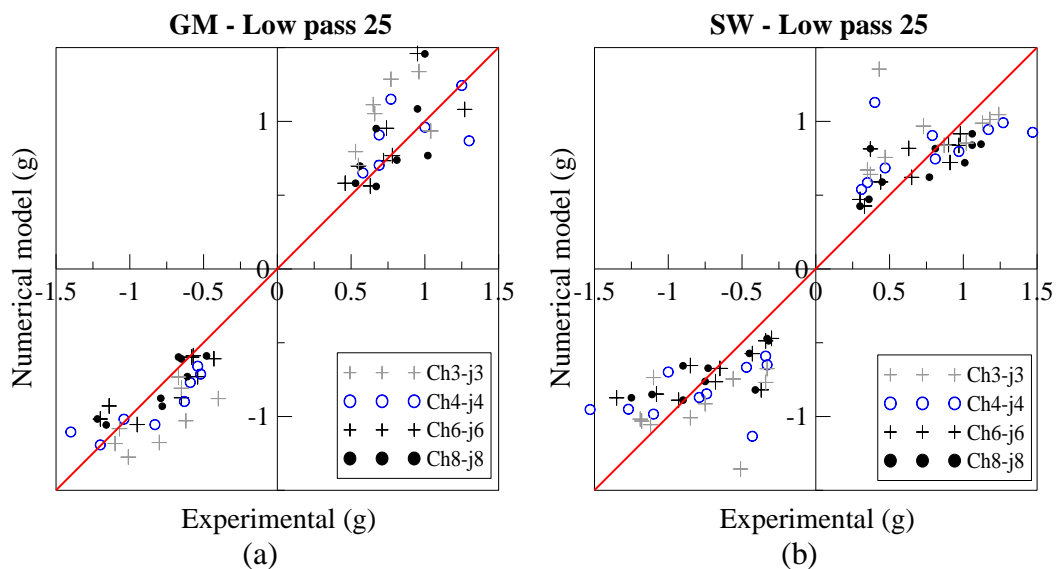 GM - Low pass 25
Numerical model (g)
1
0
-1
-1.5
-1
-0.5
0
0.5
1
1.5
Ch3-j3
Ch4-j4
Ch6-j6
Ch8-j8
Experimental (g)
(a)
SW - Low pass 25
Numerical model (g)
1
0
-1
-1.5
-1
-0.5
0
0.5
1
1.5
Ch3-j3
Ch4-j4
Ch6-j6
Ch8-j8
Experimental (g)
(b)